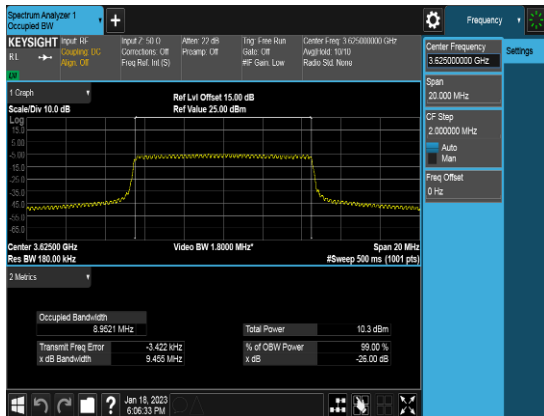 Spectrum Analyzer 1
Occupied BW
+
Frequency
KEYSIGHT Input: RF
RL Coupling: DC
Align: Off
Input Z: 50 Ω
Corrections: Off
Freq Ref: Int (S)
Atten: 22 dB
Preamp: Off
Trig: Free Run
Gate: Off
#IF Gain: Low
Center Freq: 3.625000000 GHz
Avg|Hold: 10/10
Radio Std: None
Center Frequency
3.625000000 GHz
Settings
Span
20.000 MHz
CF Step
2.000000 MHz
Auto
Man
Freq Offset
0 Hz
1 Graph
Scale/Div 10.0 dB
Ref Lvl Offset 15.00 dB
Ref Value 25.00 dBm
Log
15.0
5.00
-5.00
-15.0
-25.0
-35.0
-45.0
-55.0
-65.0
Center 3.62500 GHz Video BW 1.8000 MHz* Span 20 MHz
Res BW 180.00 kHz #Sweep 500 ms (1001 pts)
2 Metrics
Occupied Bandwidth
8.9521 MHz Total Power 10.3 dBm
Transmit Freq Error -3.422 kHz % of OBW Power 99.00 %
x dB Bandwidth 9.455 MHz x dB -26.00 dB
?
Jan 18, 2023
6:06:33 PM